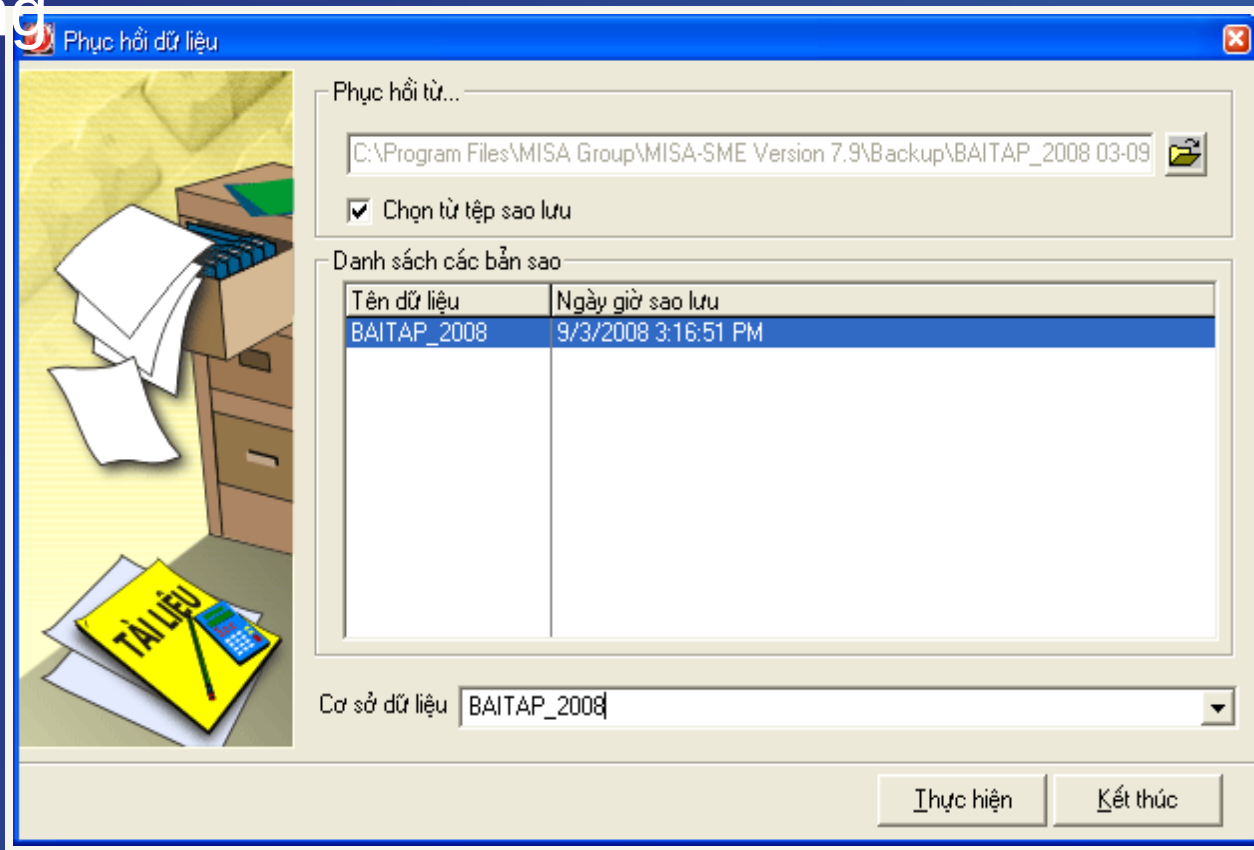 ng
Phục hồi dữ liệu
Phục hồi từ...
C:\Program Files\MISA Group\MISA-SME Version 7.9\Backup\BAITAP_2008 03-09
Chọn từ tệp sao lưu
Danh sách các bản sao
Tên dữ liệu Ngày giờ sao lưu
BAITAP_2008 9/3/2008 3:16:51 PM
TÀI LIỆU
Cơ sở dữ liệu BAITAP_2008
Thực hiện Kết thúc